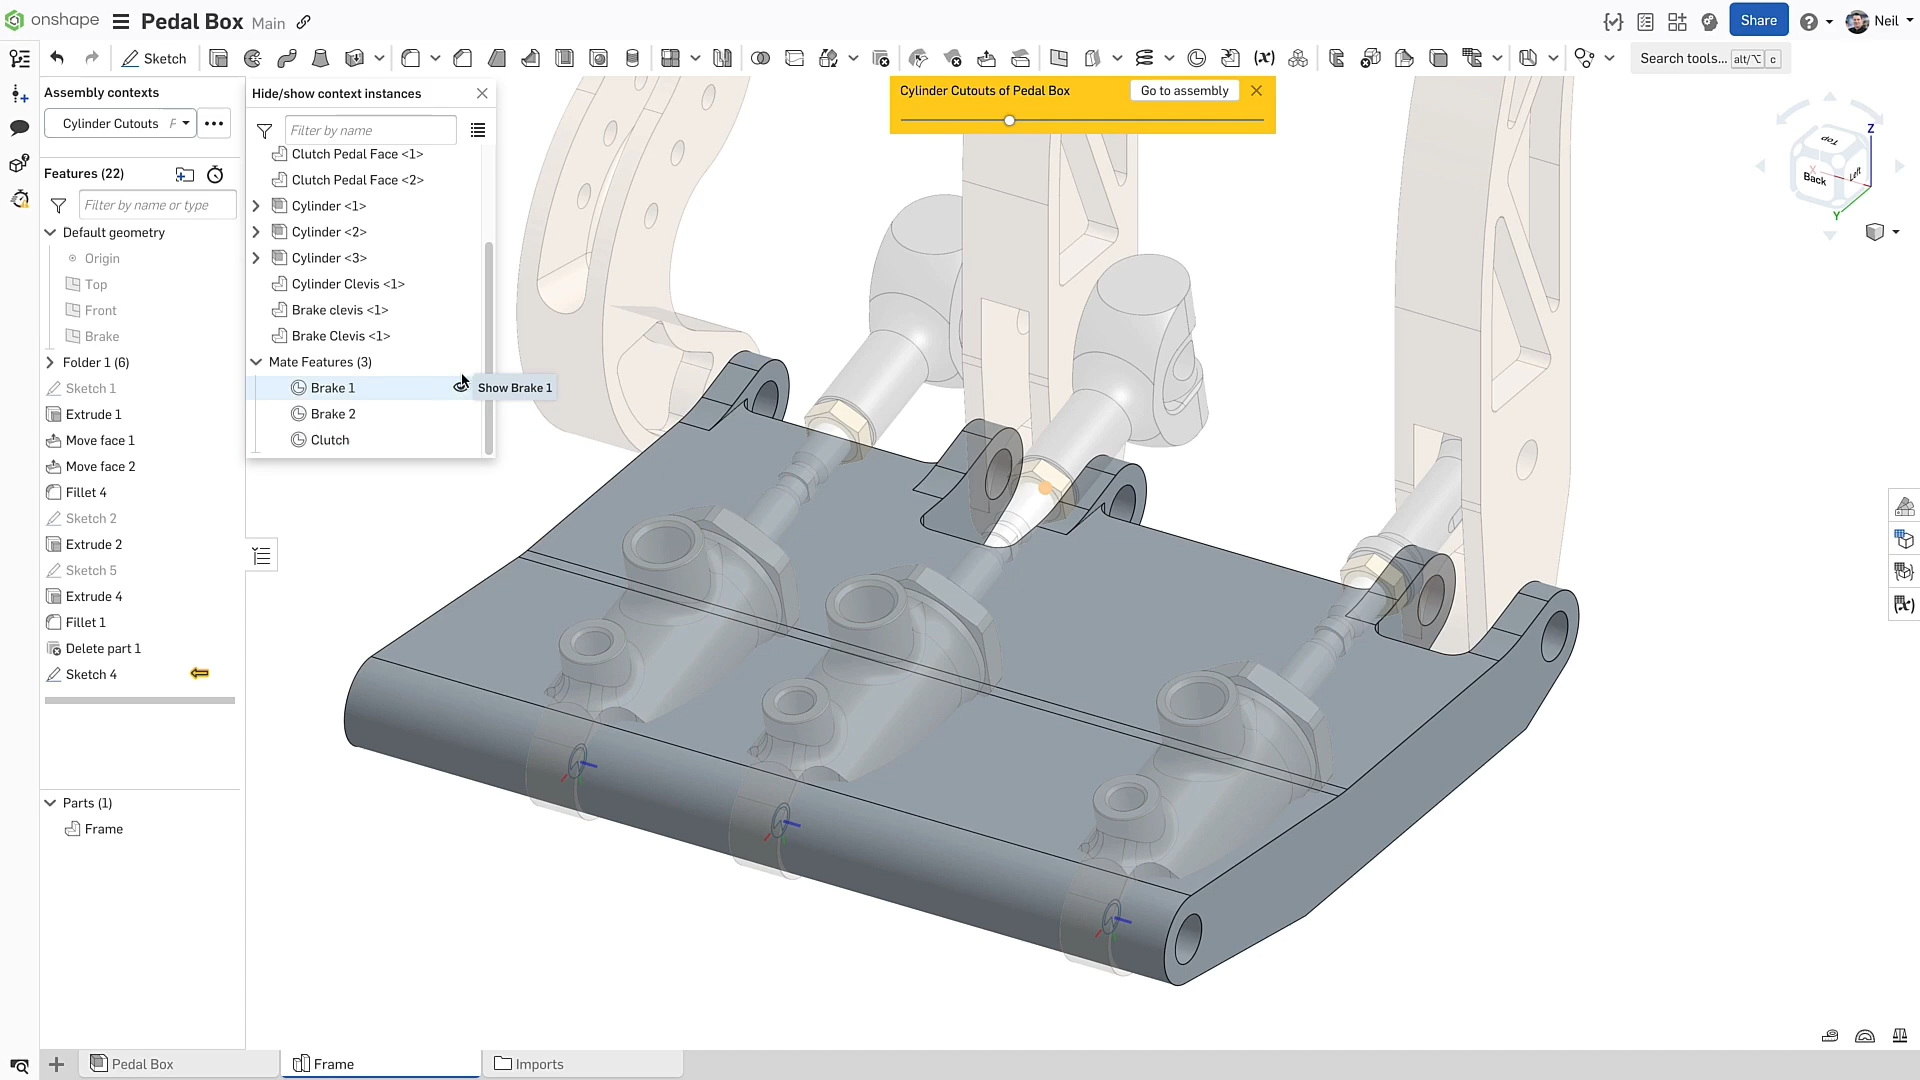 onshape
Pedal Box Main
Share
Neil
Sketch
Search tools... alt/⌥ c
Assembly contexts
Cylinder Cutouts
Features (22)
Filter by name or type
Default geometry
Origin
Top
Front
Brake
Folder 1 (6)
Sketch 1
Extrude 1
Move face 1
Move face 2
Fillet 4
Sketch 2
Extrude 2
Sketch 5
Extrude 4
Fillet 1
Delete part 1
Sketch 4
Parts (1)
Frame
Hide/show context instances
Filter by name
Clutch Pedal Face <1>
Clutch Pedal Face <2>
Cylinder <1>
Cylinder <2>
Cylinder <3>
Cylinder Clevis <1>
Brake clevis <1>
Brake Clevis <1>
Mate Features (3)
Brake 1
Show Brake 1
Brake 2
Clutch
Cylinder Cutouts of Pedal Box
Go to assembly
Z
Top
X
Back
Left
Y
Pedal Box
Frame
Imports